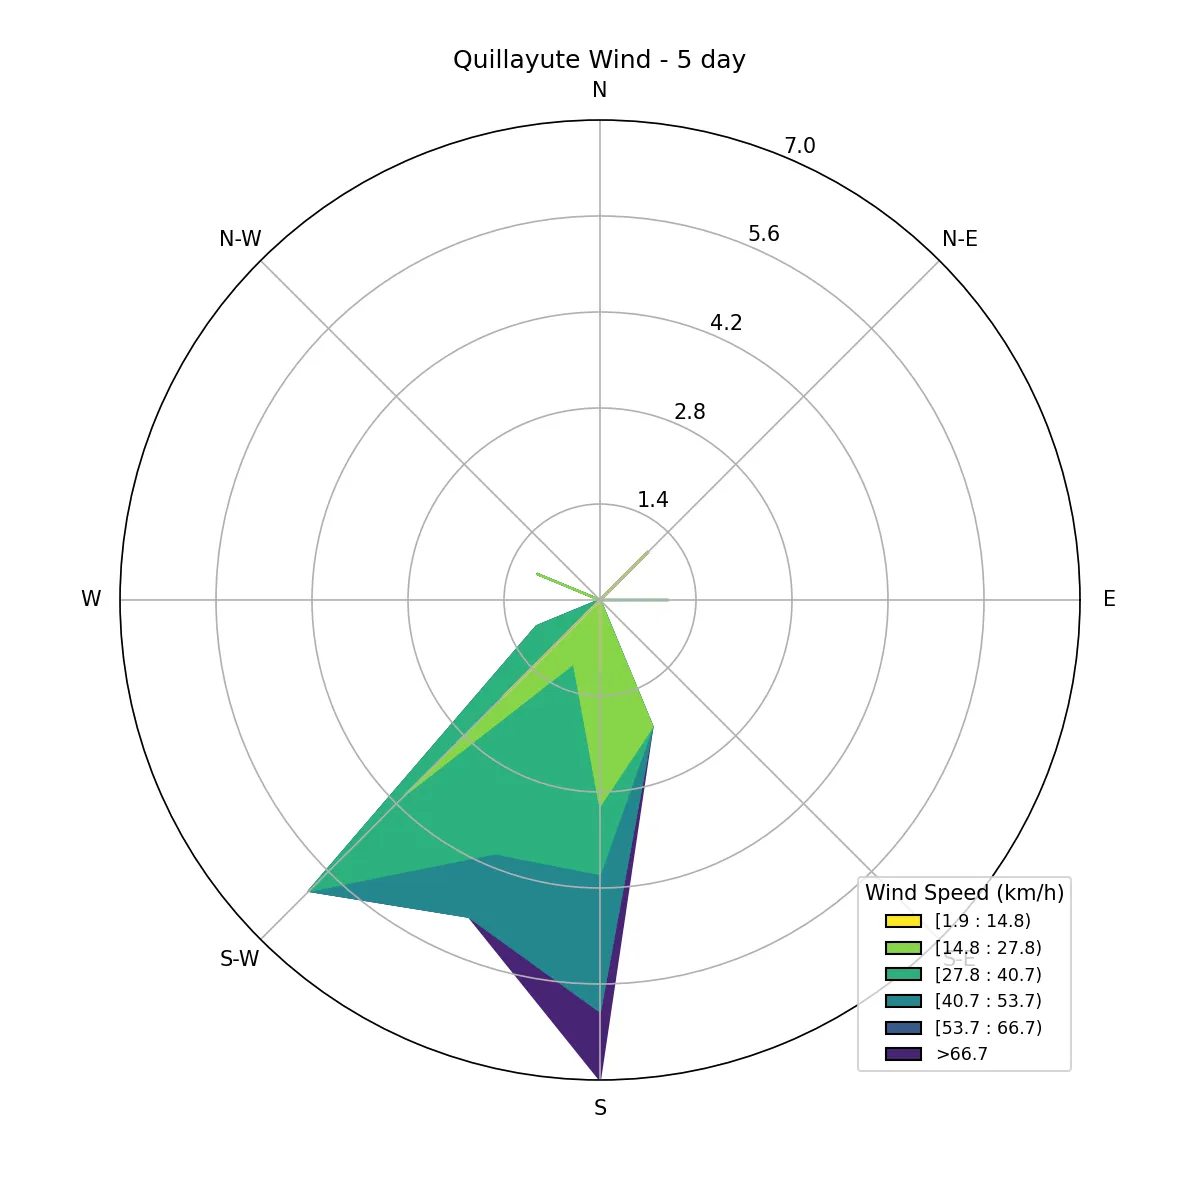 Quillayute Wind - 5 day
N
7.0
N-W
5.6
N-E
4.2
2.8
1.4
W
E
S-W
S-E
S
Wind Speed (km/h)
[1.9 : 14.8)
[14.8 : 27.8)
[27.8 : 40.7)
[40.7 : 53.7)
[53.7 : 66.7)
>66.7